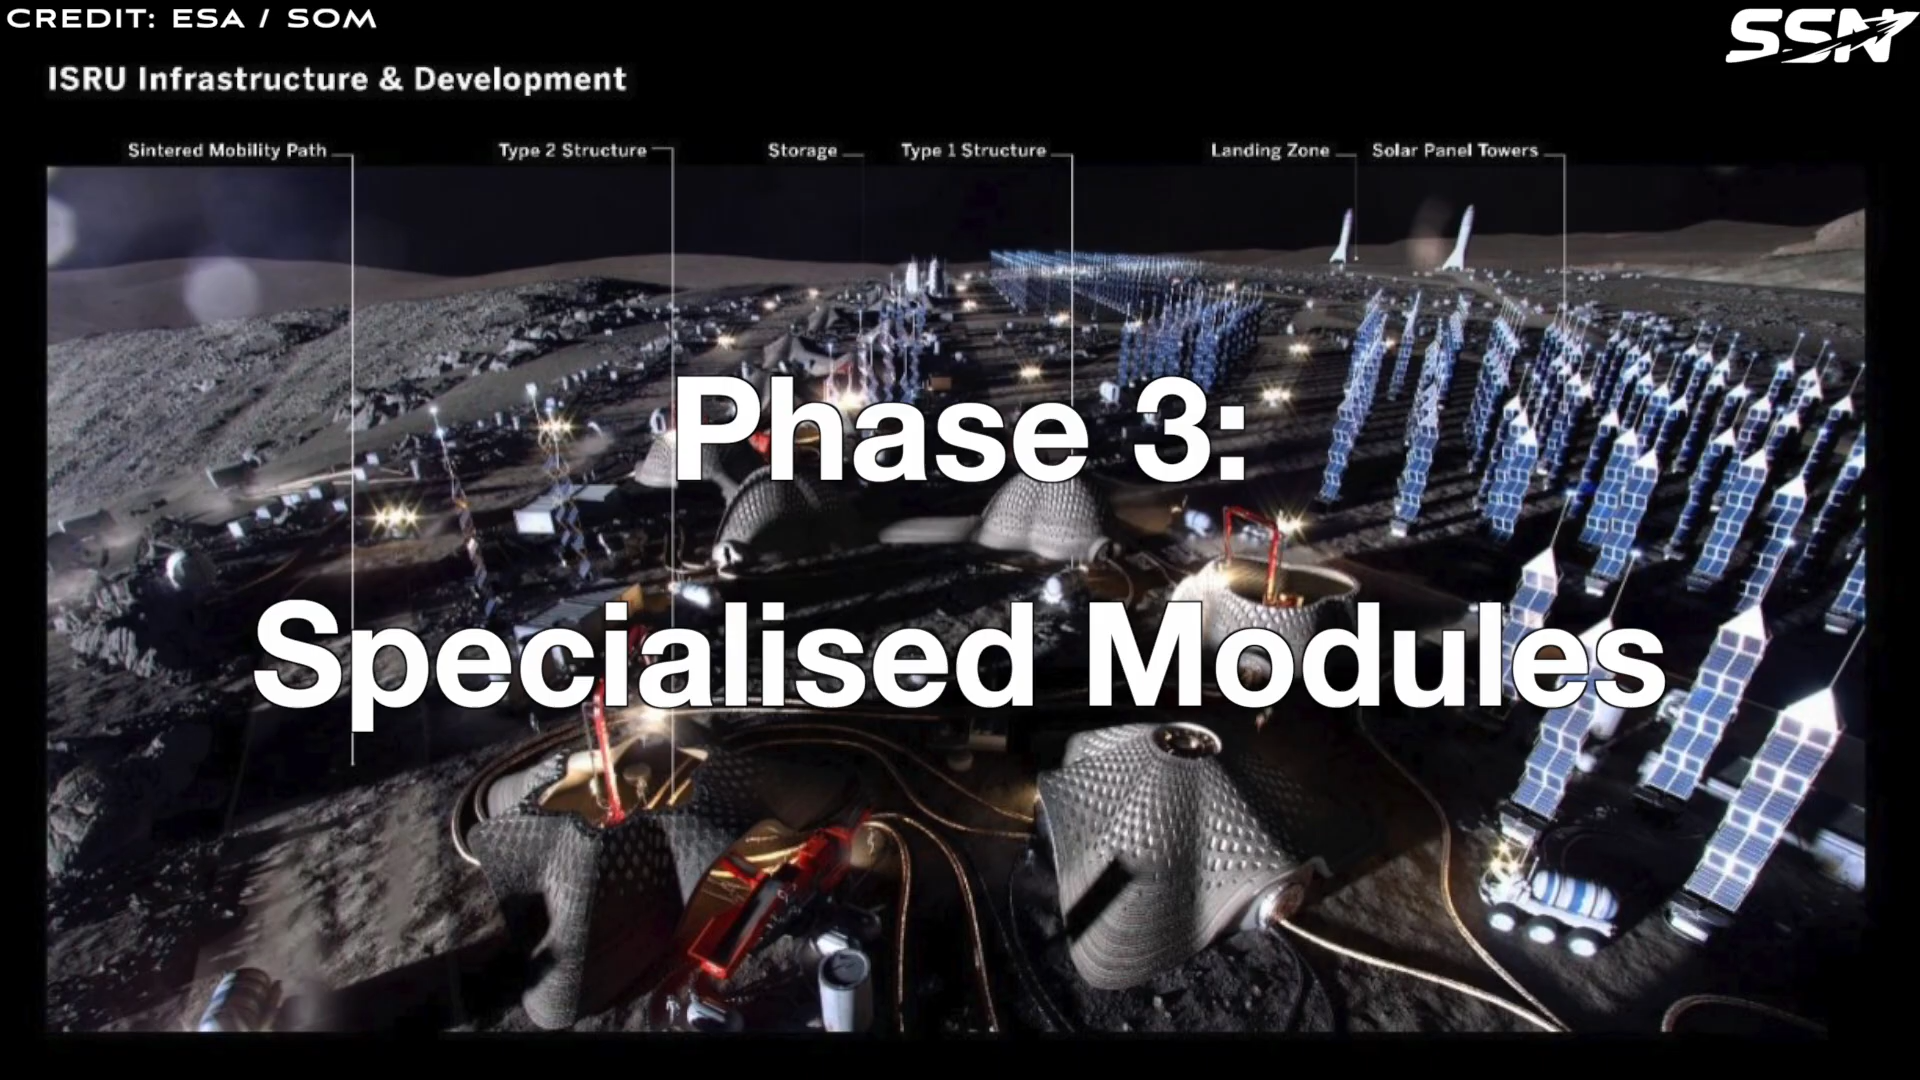 CREDIT: ESA / SOM
SSN
ISRU Infrastructure & Development
Sintered Mobility Path
Type 2 Structure
Storage
Type 1 Structure
Landing Zone
Solar Panel Towers
Phase 3:
Specialised Modules